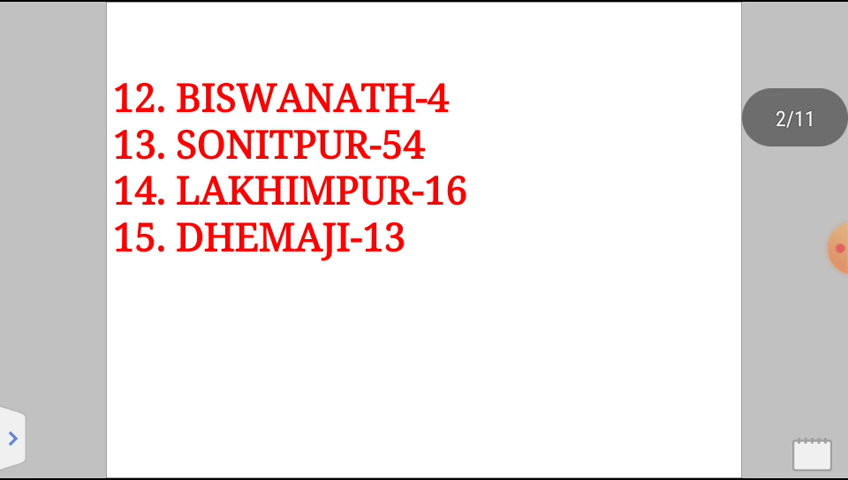 12. BISWANATH-4
13. SONITPUR-54
14. LAKHIMPUR-16
15. DHEMAJI-13
2/11